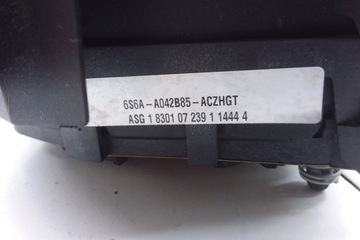 6S6A-A042B85-ACZHGT
ASG 1 8301 07 239 1 1444 4